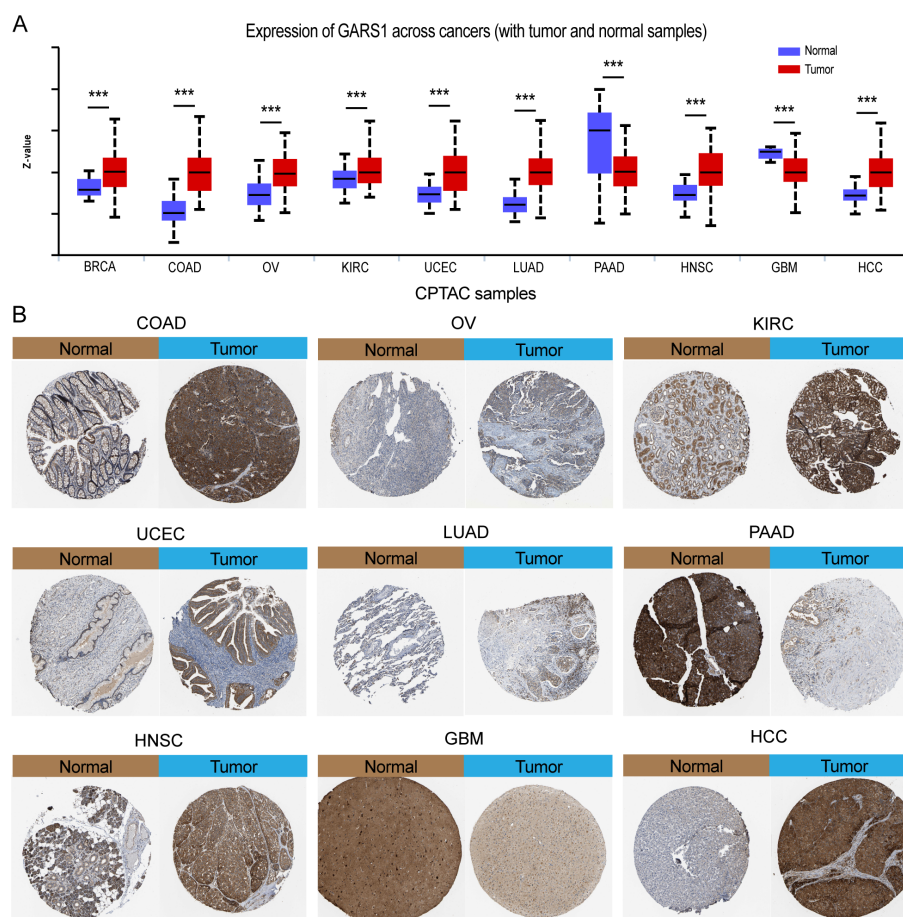 A
Expression of GARS1 across cancers (with tumor and normal samples)
Normal
Tumor
Z-value
*** *** *** *** *** *** *** *** *** ***
BRCA COAD OV KIRC UCEC LUAD PAAD HNSC GBM HCC
CPTAC samples
B
COAD OV KIRC
Normal Tumor Normal Tumor Normal Tumor
UCEC LUAD PAAD
Normal Tumor Normal Tumor Normal Tumor
HNSC GBM HCC
Normal Tumor Normal Tumor Normal Tumor